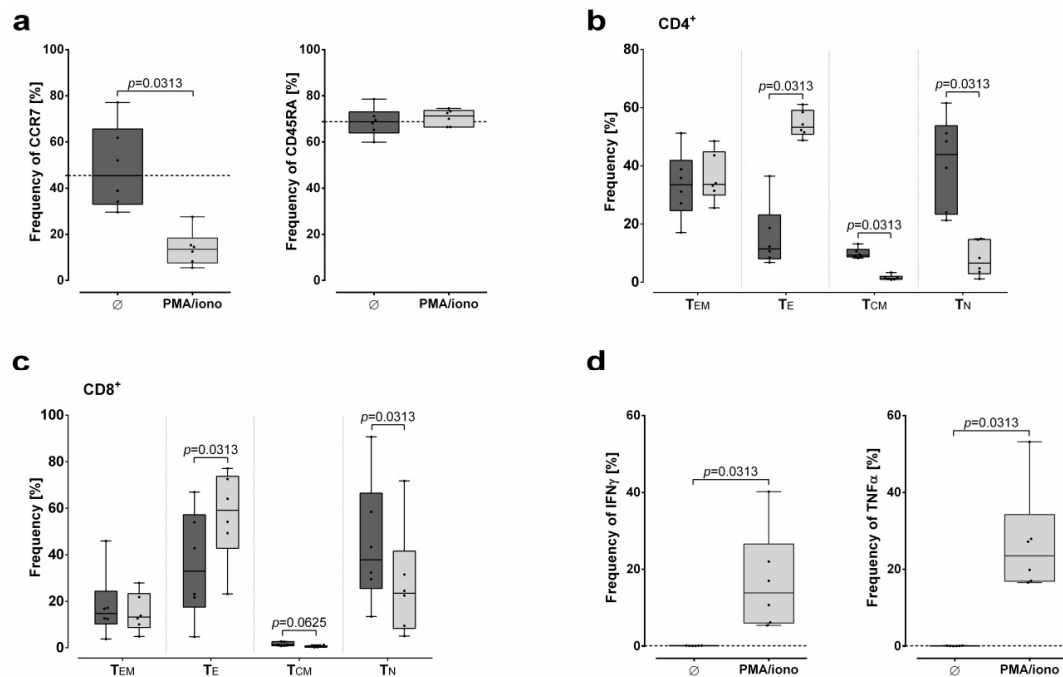 a
Frequency of CCR7 [%]
100
80
60
40
20
0
p=0.0313
∅ PMA/iono
Frequency of CD45RA [%]
100
80
60
40
20
0
∅ PMA/iono
b
CD4+
Frequency [%]
80
60
40
20
0
p=0.0313
p=0.0313
p=0.0313
TEM TE TCM TN
c
CD8+
Frequency [%]
100
80
60
40
20
0
p=0.0313
p=0.0625
p=0.0313
TEM TE TCM TN
d
Frequency of IFNγ [%]
60
40
20
0
p=0.0313
∅ PMA/iono
Frequency of TNFα [%]
60
40
20
0
p=0.0313
∅ PMA/iono